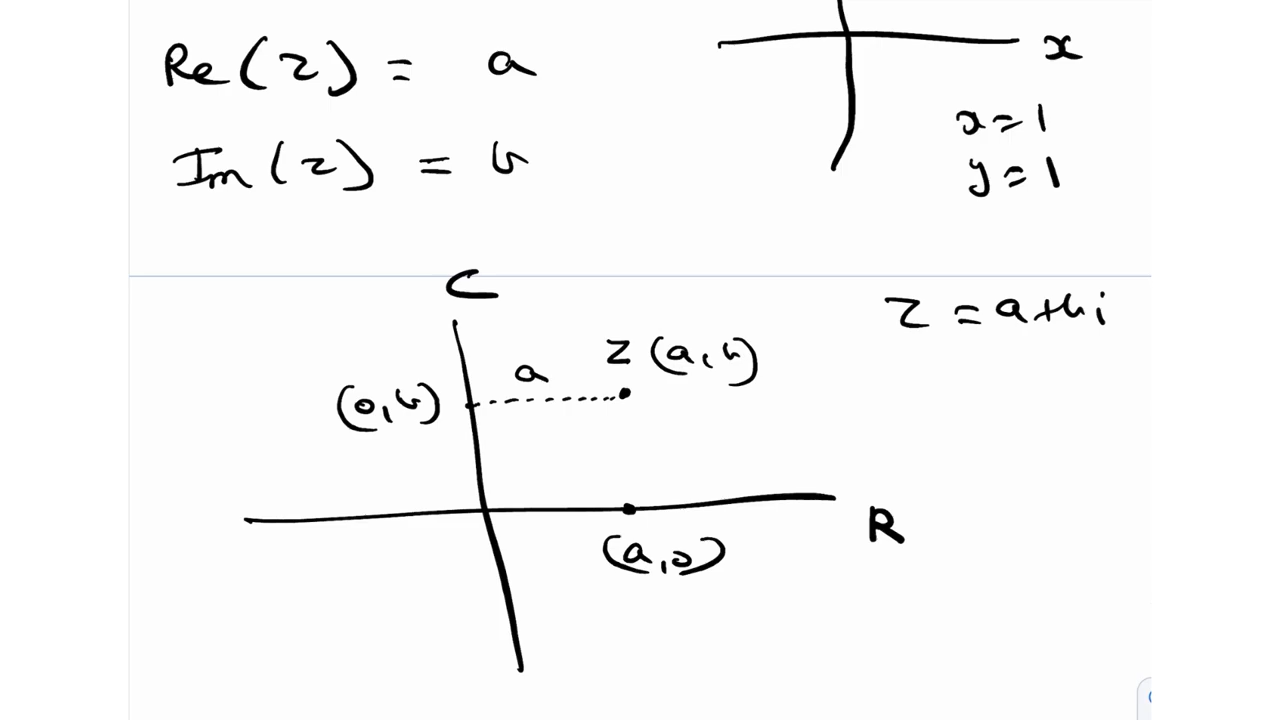 Re(z) = a
Im(z) = b
x
x = 1
y = 1
C
z = a+bi
z (a,b)
a
(0,b)
R
(a,0)